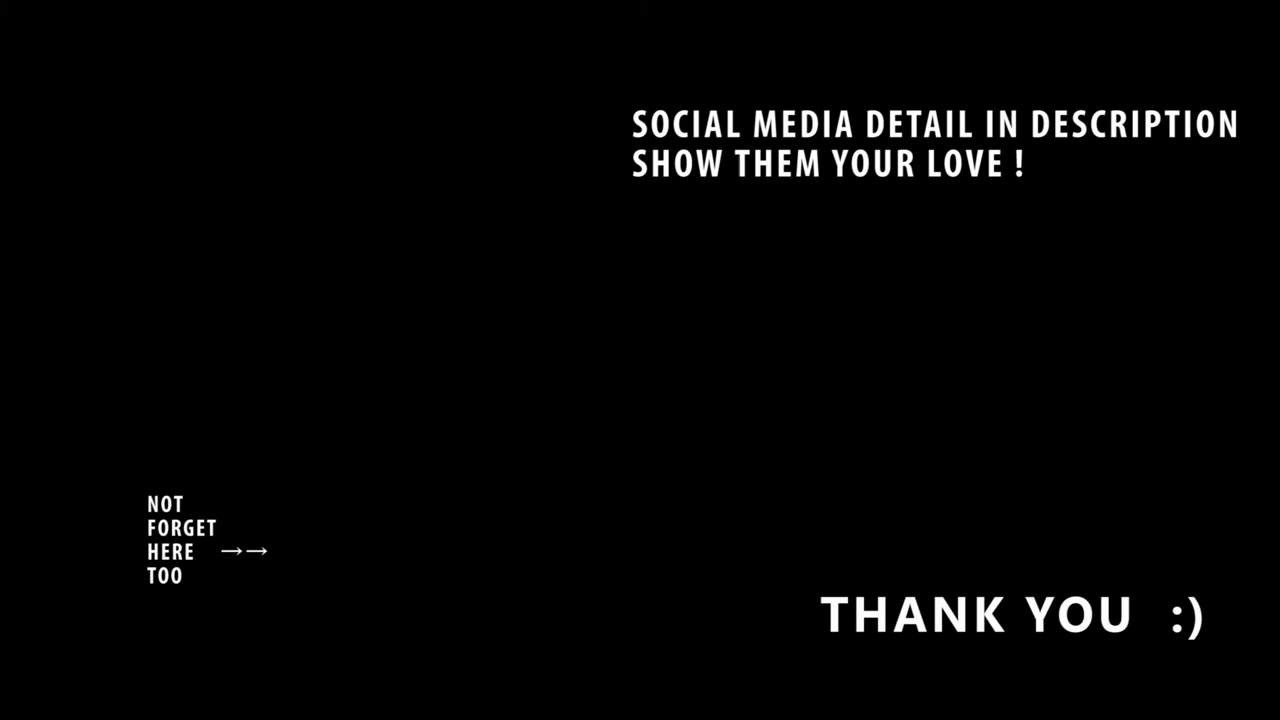 SOCIAL MEDIA DETAIL IN DESCRIPTION
SHOW THEM YOUR LOVE !
NOT
FORGET
HERE →→
TOO
THANK YOU :)